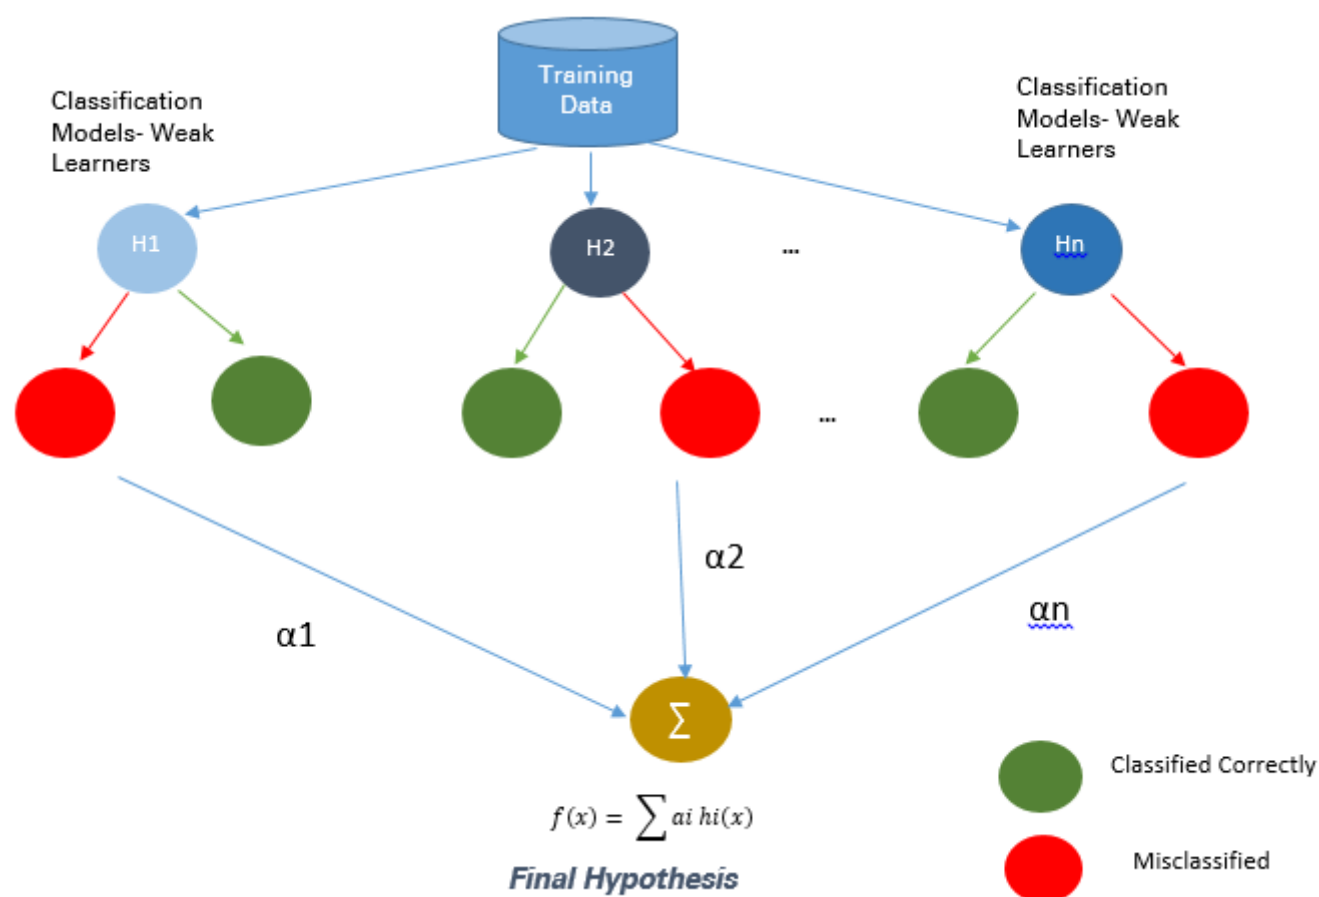 Training
Data
Classification
Models- Weak
Learners
Classification
Models- Weak
Learners
H1
H2
...
Hn
...
α1
α2
αn
∑
f(x) = ∑ ai hi(x)
Final Hypothesis
Classified Correctly
Misclassified